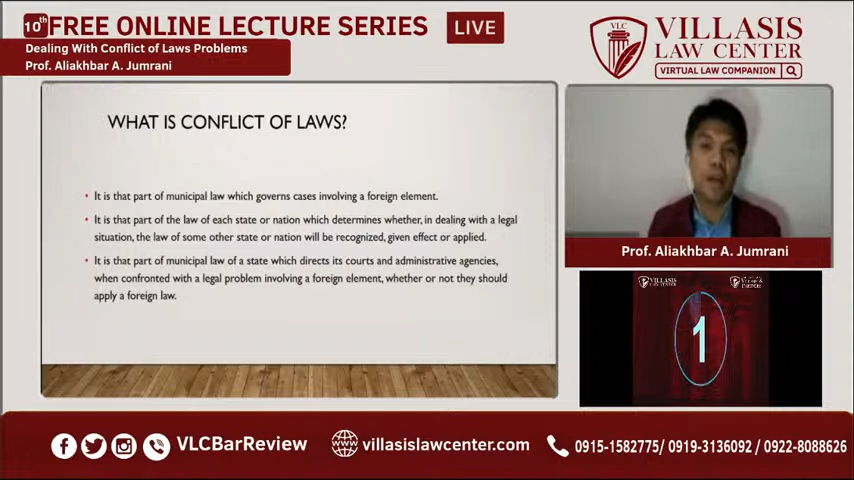 10th FREE ONLINE LECTURE SERIES
LIVE
Dealing With Conflict of Laws Problems
Prof. Aliakhbar A. Jumrani
VLC
VILLASIS
LAW CENTER
VIRTUAL LAW COMPANION
WHAT IS CONFLICT OF LAWS?
• It is that part of municipal law which governs cases involving a foreign element.
• It is that part of the law of each state or nation which determines whether, in dealing with a legal
situation, the law of some other state or nation will be recognized, given effect or applied.
• It is that part of municipal law of a state which directs its courts and administrative agencies,
when confronted with a legal problem involving a foreign element, whether or not they should
apply a foreign law.
Prof. Aliakhbar A. Jumrani
VILLASIS
LAW CENTER
1
VLCBarReview
villasislawcenter.com
0915-1582775/ 0919-3136092 / 0922-8088626